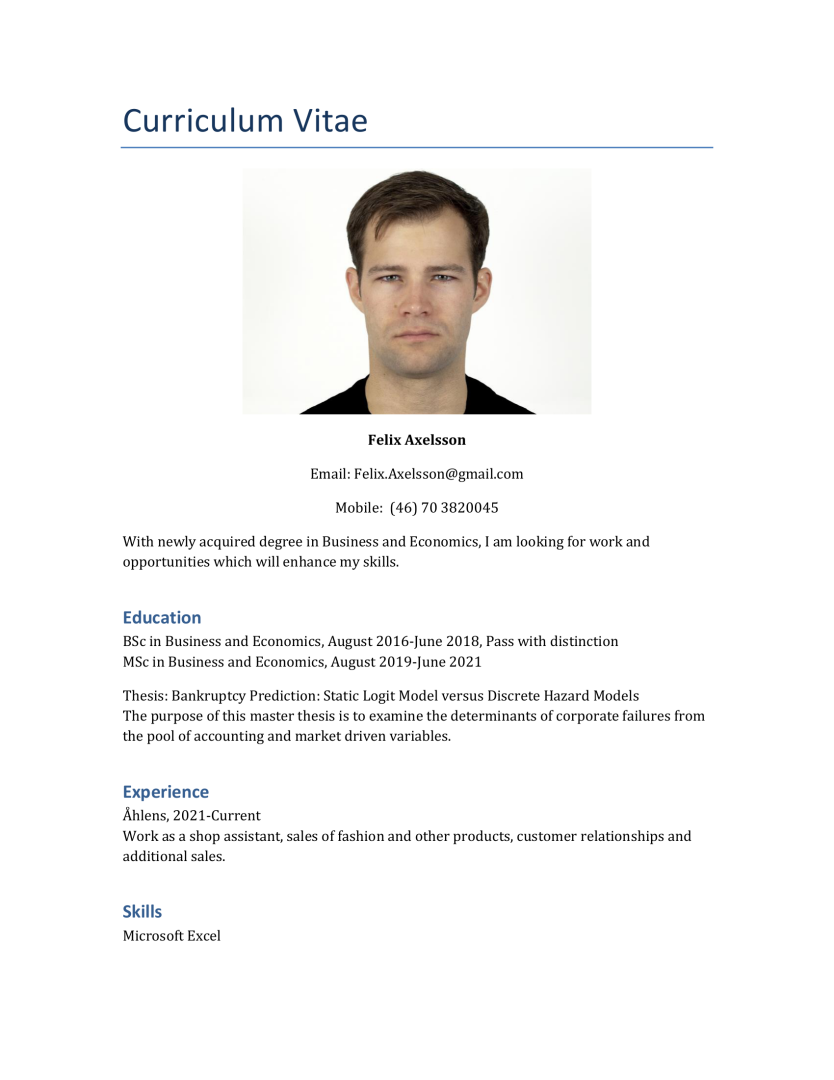 Curriculum Vitae
Felix Axelsson
Email: Felix.Axelsson@gmail.com
Mobile:  (46) 70 3820045
With newly acquired degree in Business and Economics, I am looking for work and
opportunities which will enhance my skills.
Education
BSc in Business and Economics, August 2016-June 2018, Pass with distinction
MSc in Business and Economics, August 2019-June 2021
Thesis: Bankruptcy Prediction: Static Logit Model versus Discrete Hazard Models
The purpose of this master thesis is to examine the determinants of corporate failures from
the pool of accounting and market driven variables.
Experience
Åhlens, 2021-Current
Work as a shop assistant, sales of fashion and other products, customer relationships and
additional sales.
Skills
Microsoft Excel